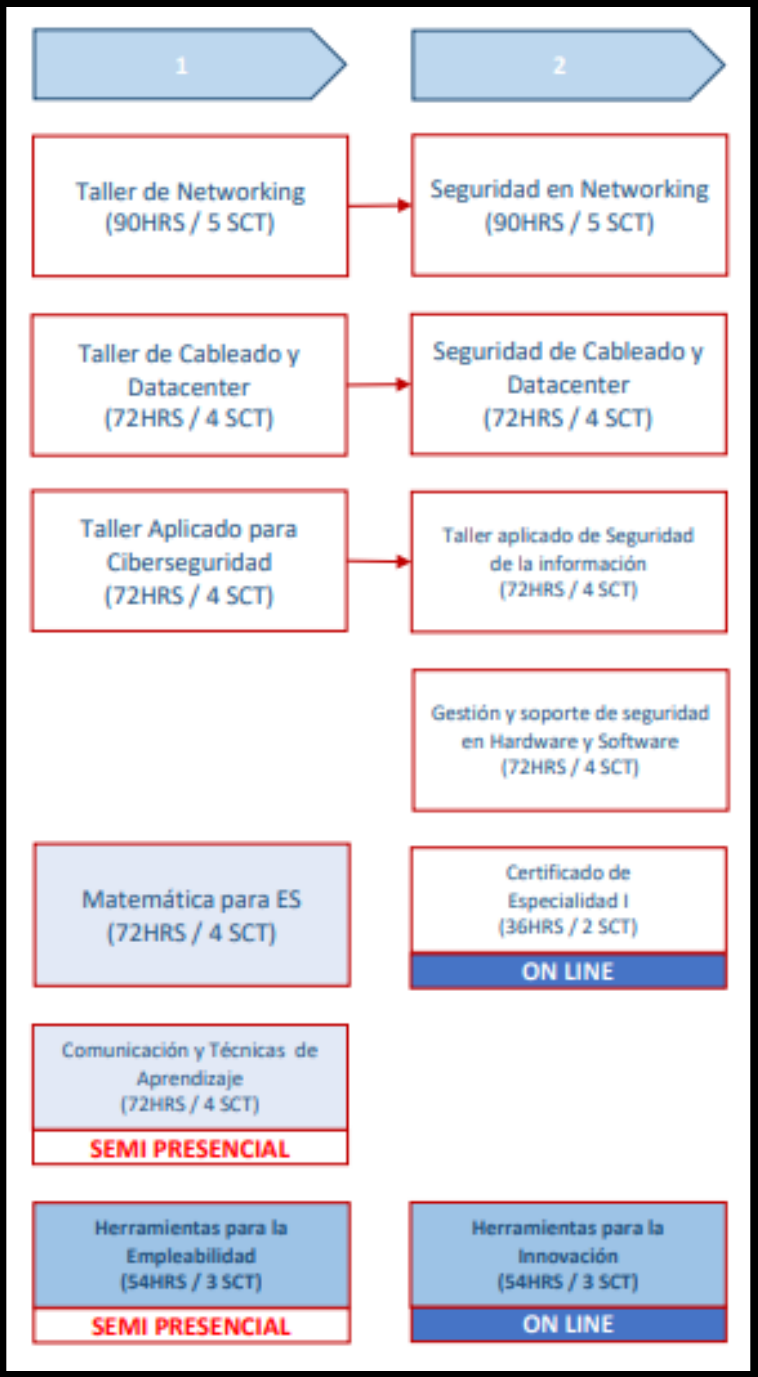 1
2
Taller de Networking
(90HRS / 5 SCT)
Seguridad en Networking
(90HRS / 5 SCT)
Taller de Cableado y
Datacenter
(72HRS / 4 SCT)
Seguridad de Cableado y
Datacenter
(72HRS / 4 SCT)
Taller Aplicado para
Ciberseguridad
(72HRS / 4 SCT)
Taller aplicado de Seguridad
de la información
(72HRS / 4 SCT)
Gestión y soporte de seguridad
en Hardware y Software
(72HRS / 4 SCT)
Matemática para ES
(72HRS / 4 SCT)
Certificado de
Especialidad I
(36HRS / 2 SCT)
ON LINE
Comunicación y Técnicas de
Aprendizaje
(72HRS / 4 SCT)
SEMI PRESENCIAL
Herramientas para la
Empleabilidad
(54HRS / 3 SCT)
SEMI PRESENCIAL
Herramientas para la
Innovación
(54HRS / 3 SCT)
ON LINE